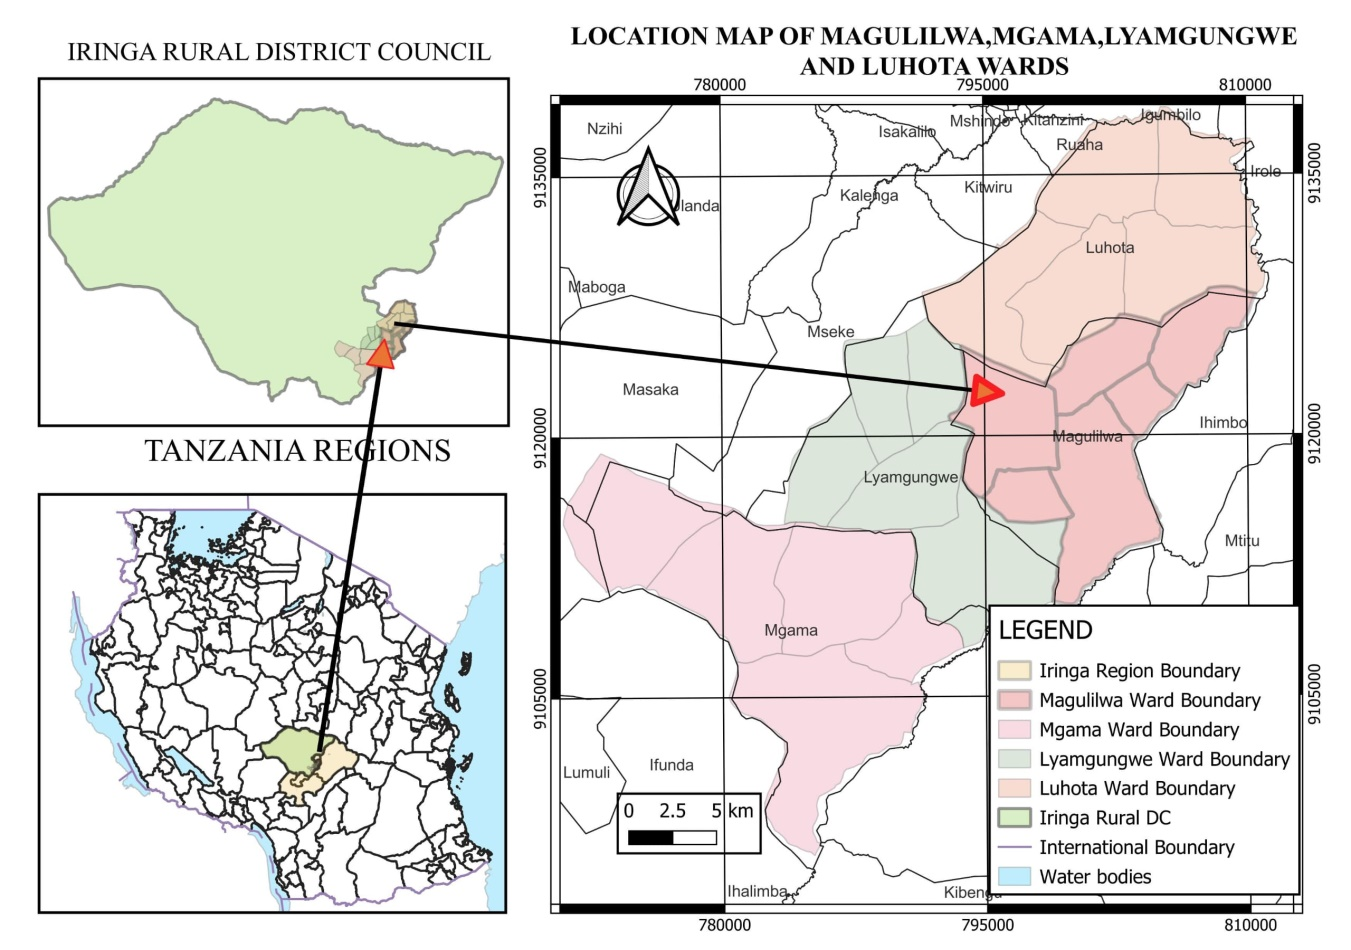 IRINGA RURAL DISTRICT COUNCIL
TANZANIA REGIONS
LOCATION MAP OF MAGULILWA,MGAMA,LYAMGUNGWE
AND LUHOTA WARDS
780000
795000
810000
9135000
9120000
9105000
9135000
9120000
9105000
Nzihi
Isakalilo
Mshindo
Kitanzini
Igumbilo
Ruaha
Irole
Kitwiru
Kalenga
Ulanda
Luhota
Maboga
Mseke
Masaka
Ihimbo
Magulilwa
Lyamgungwe
Mtitu
Mgama
Lumuli
Ifunda
Ihalimba
0 2.5 5 km
LEGEND
Iringa Region Boundary
Magulilwa Ward Boundary
Mgama Ward Boundary
Lyamgungwe Ward Boundary
Luhota Ward Boundary
Iringa Rural DC
International Boundary
Water bodies
Kibeng
780000
795000
810000